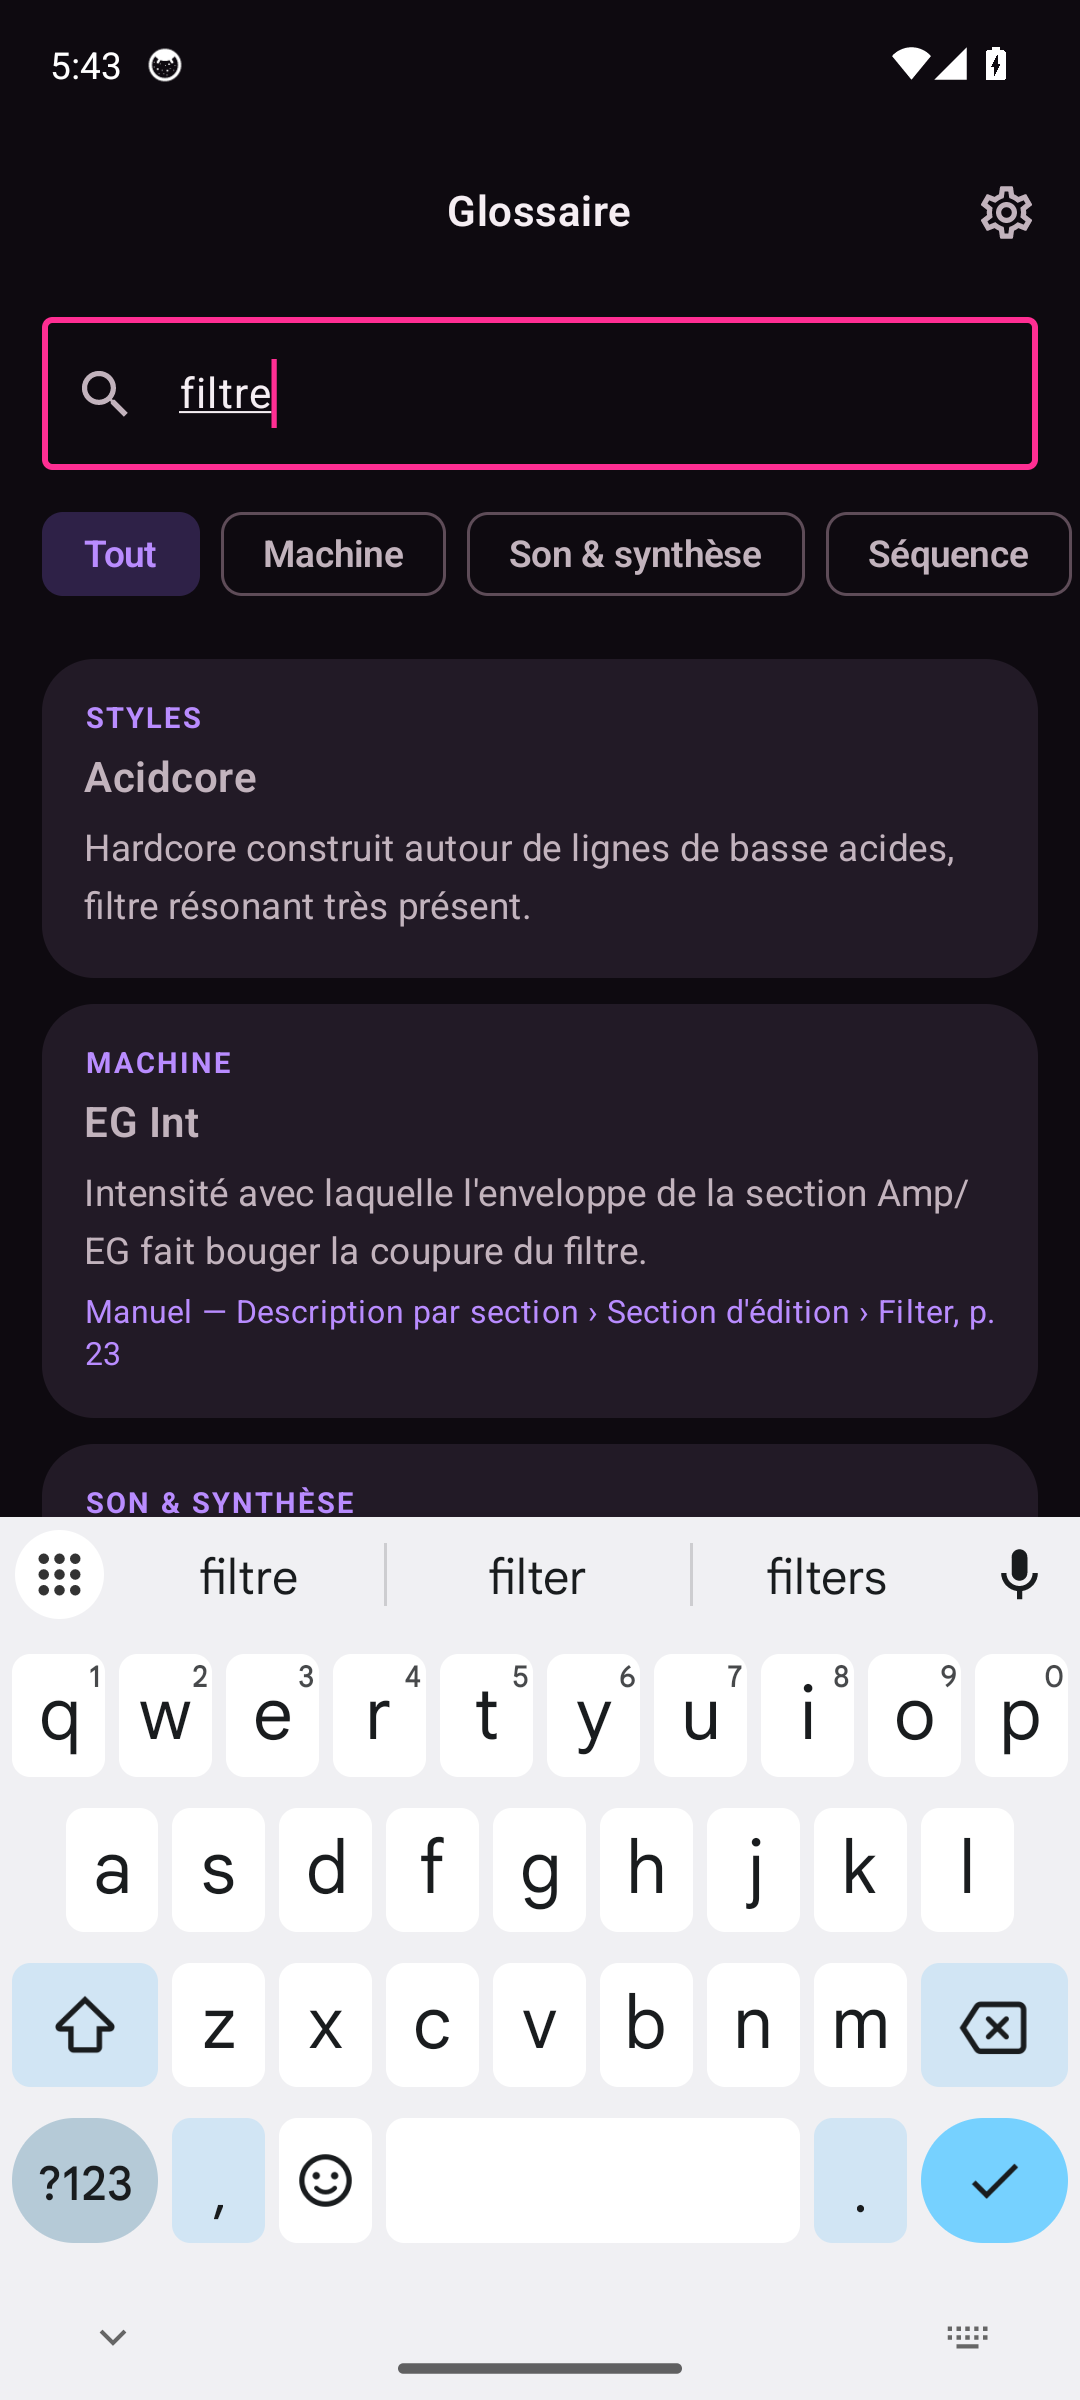 5:43
Glossaire
filtre
Tout Machine Son & synthèse Séquence
STYLES
Acidcore
Hardcore construit autour de lignes de basse acides,
filtre résonant très présent.
MACHINE
EG Int
Intensité avec laquelle l'enveloppe de la section Amp/
EG fait bouger la coupure du filtre.
Manuel — Description par section › Section d'édition › Filter, p.
23
SON & SYNTHÈSE
filtre filter filters
q 1 w 2 e 3 r 4 t 5 y 6 u 7 i 8 o 9 p 0
a s d f g h j k l
z x c v b n m
?123 , .